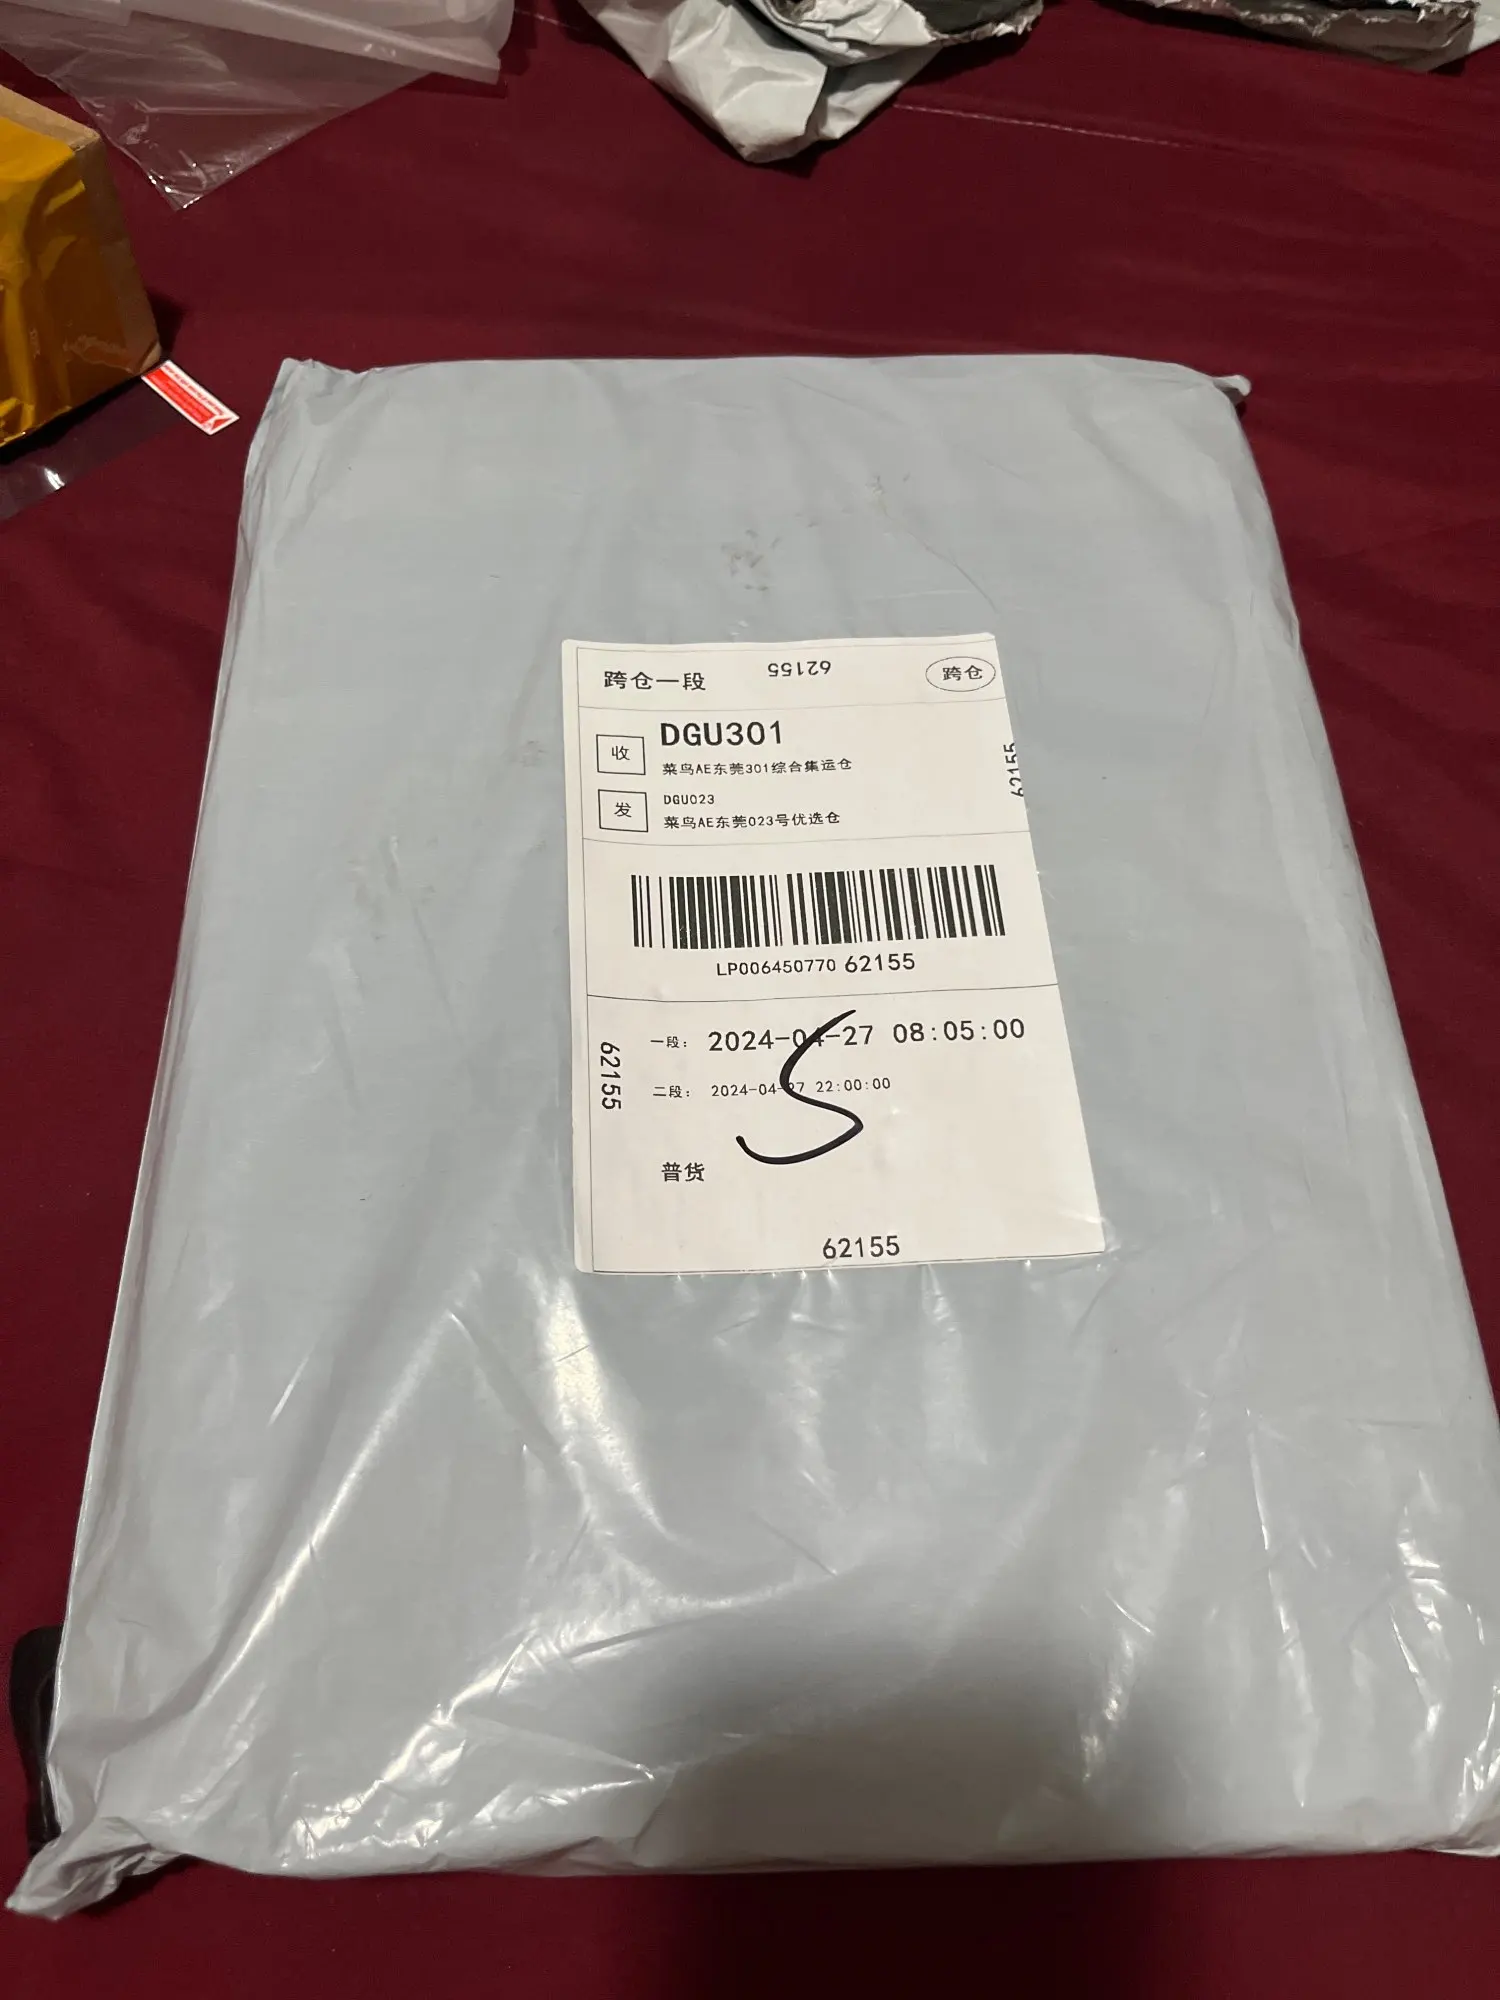 跨仓一段
62155
跨仓
收
DGU301
菜鸟AE东莞301综合集运仓
62155
发
DGU023
菜鸟AE东莞023号优选仓
LP006450770 62155
62155
一段: 2024-04-27 08:05:00
二段: 2024-04-27 22:00:00
S
普货
62155